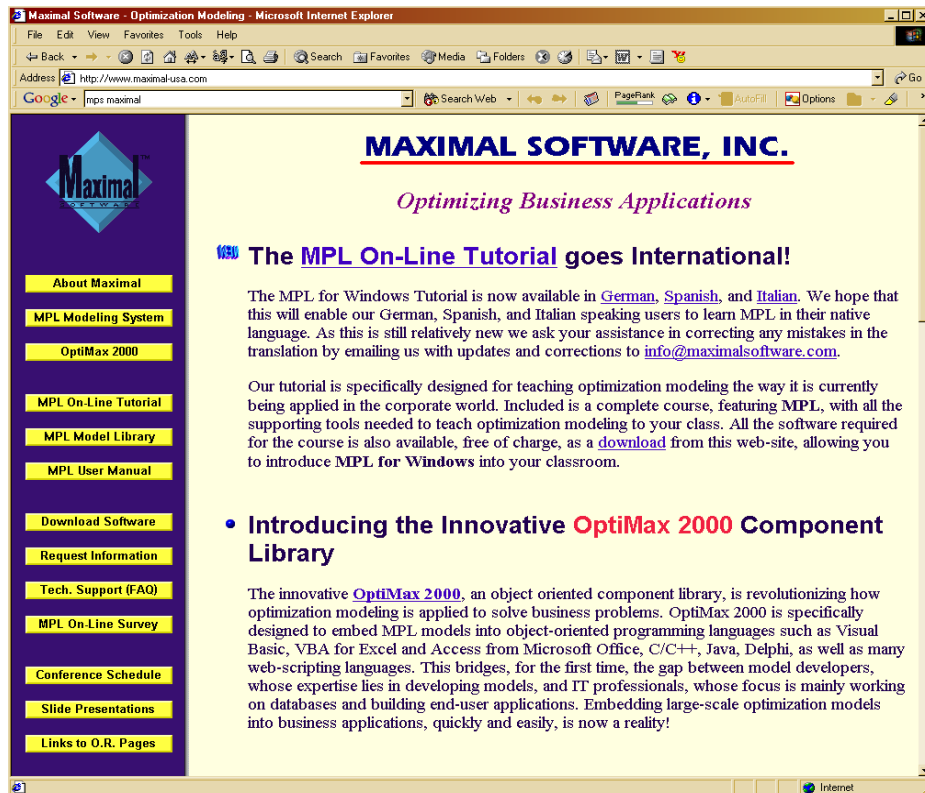 Maximal Software - Optimization Modeling - Microsoft Internet Explorer
File Edit View Favorites Tools Help
Back Search Favorites Media Folders
Address http://www.maximal-usa.com Go
Google mps maximal Search Web PageRank AutoFill Options
Maximal™
SOFTWARE
About Maximal
MPL Modeling System
OptiMax 2000
MPL On-Line Tutorial
MPL Model Library
MPL User Manual
Download Software
Request Information
Tech. Support (FAQ)
MPL On-Line Survey
Conference Schedule
Slide Presentations
Links to O.R. Pages
MAXIMAL SOFTWARE, INC.
Optimizing Business Applications
NEW The MPL On-Line Tutorial goes International!
The MPL for Windows Tutorial is now available in German, Spanish, and Italian. We hope that
this will enable our German, Spanish, and Italian speaking users to learn MPL in their native
language. As this is still relatively new we ask your assistance in correcting any mistakes in the
translation by emailing us with updates and corrections to info@maximalsoftware.com.
Our tutorial is specifically designed for teaching optimization modeling the way it is currently
being applied in the corporate world. Included is a complete course, featuring MPL, with all the
supporting tools needed to teach optimization modeling to your class. All the software required
for the course is also available, free of charge, as a download from this web-site, allowing you
to introduce MPL for Windows into your classroom.
Introducing the Innovative OptiMax 2000 Component
Library
The innovative OptiMax 2000, an object oriented component library, is revolutionizing how
optimization modeling is applied to solve business problems. OptiMax 2000 is specifically
designed to embed MPL models into object-oriented programming languages such as Visual
Basic, VBA for Excel and Access from Microsoft Office, C/C++, Java, Delphi, as well as many
web-scripting languages. This bridges, for the first time, the gap between model developers,
whose expertise lies in developing models, and IT professionals, whose focus is mainly working
on databases and building end-user applications. Embedding large-scale optimization models
into business applications, quickly and easily, is now a reality!
Internet